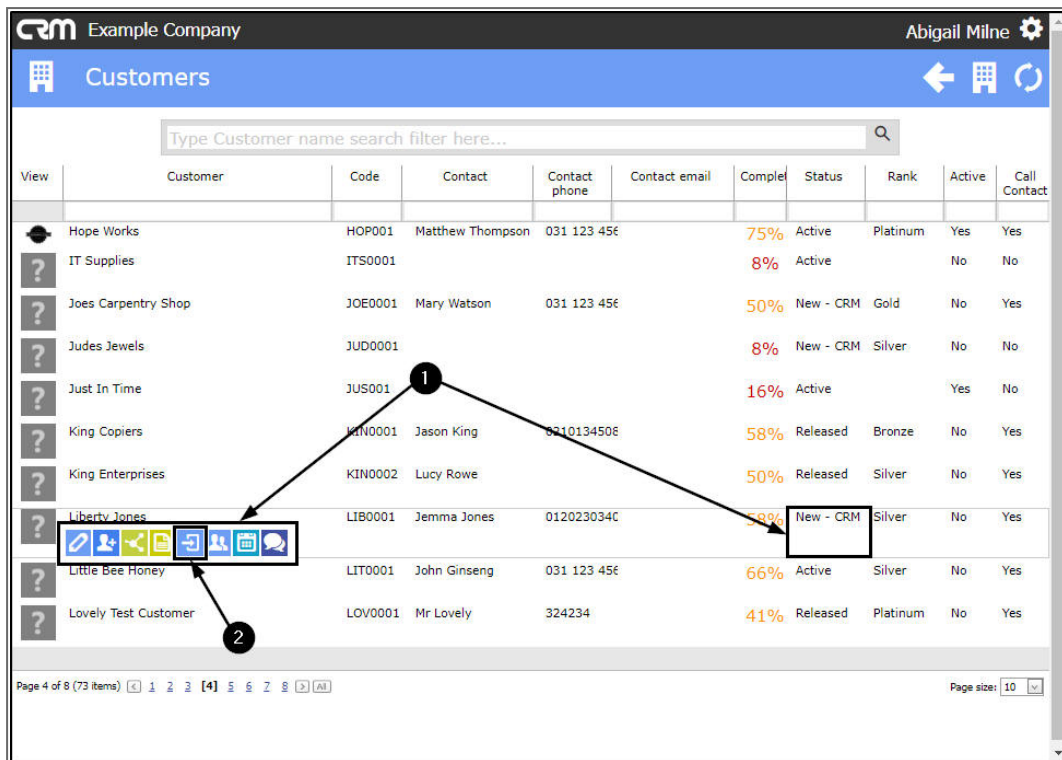 CRM Example Company Abigail Milne
Customers
Type Customer name search filter here...
View Customer Code Contact Contact phone Contact email Complet Status Rank Active Call Contact
Hope Works HOP001 Matthew Thompson 031 123 456 75% Active Platinum Yes Yes
? IT Supplies ITS0001 8% Active No No
? Joes Carpentry Shop JOE0001 Mary Watson 031 123 456 50% New - CRM Gold No Yes
? Judes Jewels JUD0001 8% New - CRM Silver No No
1
? Just In Time JUS001 16% Active Yes No
? King Copiers KIN0001 Jason King 0210134508 58% Released Bronze No Yes
? King Enterprises KIN0002 Lucy Rowe 50% Released Silver No Yes
? Liberty Jones LIB0001 Jemma Jones 0120230340 58% New - CRM Silver No Yes
? Little Bee Honey LIT0001 John Ginseng 031 123 456 66% Active Silver No Yes
? Lovely Test Customer LOV0001 Mr Lovely 324234 41% Released Platinum No Yes
2
Page 4 of 8 (73 items) < 1 2 3 [4] 5 6 7 8 > All Page size: 10